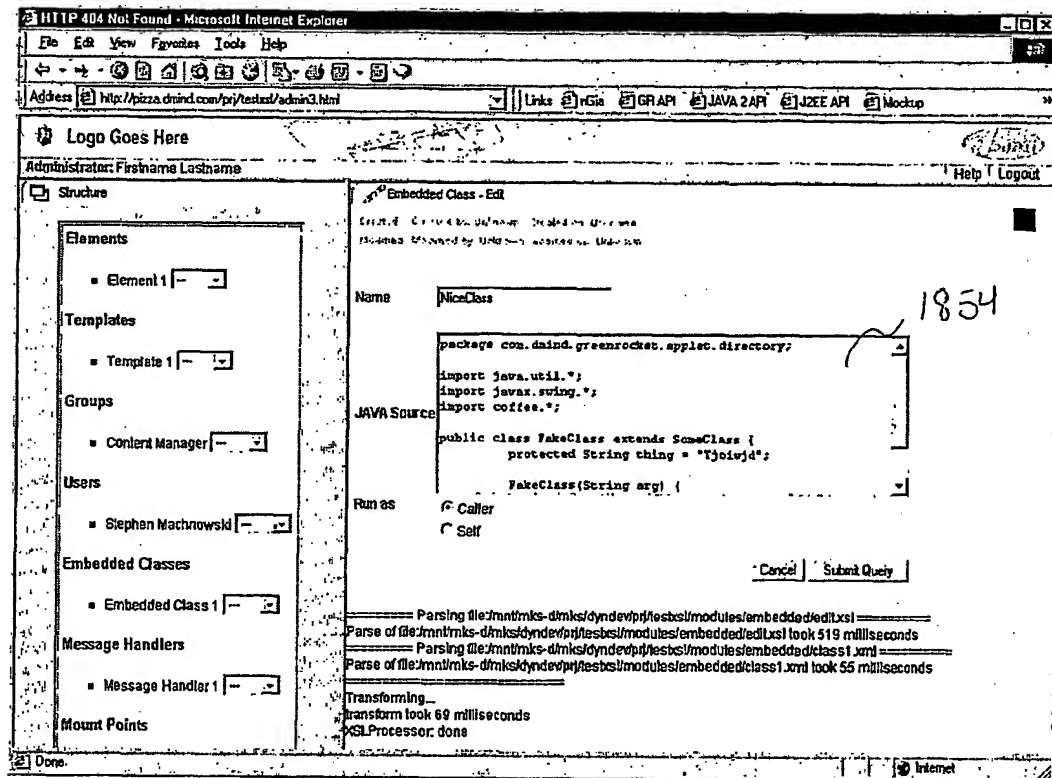 HTTP 404 Not Found - Microsoft Internet Explorer
File Edit View Favorites Tools Help
Address http://pizza.dmind.com/prj/testxsl/admin3.html Links nGia GR API JAVA 2 API J2EE API Mockup »
Logo Goes Here
Administrator: Firstname Lastname Help Logout
Structure
Elements
Element 1 --
Templates
Template 1 --
Groups
Content Manager --
Users
Stephen Machnowski --
Embedded Classes
Embedded Class 1 --
Message Handlers
Message Handler 1 --
Mount Points
Embedded Class - Edit
Name NiceClass
1854
JAVA Source
package com.dmind.greenrocket.applet.directory;
import java.util.*;
import javax.swing.*;
import coffee.*;
public class FakeClass extends SomeClass {
protected String thing = "Tjoiwjd";
FakeClass(String arg) {
Run as Caller
Self
Cancel Submit Query
======== Parsing file:/mnt/mks-d/mks/dyndev/prj/testxsl/modules/embedded/edit.xsl ========
Parse of file:/mnt/mks-d/mks/dyndev/prj/testxsl/modules/embedded/edit.xsl took 519 milliseconds
======== Parsing file:/mnt/mks-d/mks/dyndev/prj/testxsl/modules/embedded/class1.xml ========
Parse of file:/mnt/mks-d/mks/dyndev/prj/testxsl/modules/embedded/class1.xml took 55 milliseconds
Transforming...
transform took 69 milliseconds
XSLProcessor: done
Done. Internet